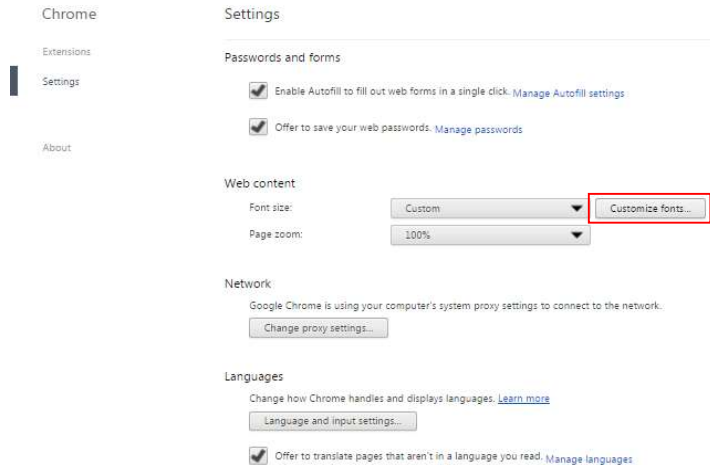 Chrome
Settings
Extensions
Settings
About
Passwords and forms
Enable Autofill to fill out web forms in a single click. Manage Autofill settings
Offer to save your web passwords. Manage passwords
Web content
Font size: Custom Customize fonts...
Page zoom: 100%
Network
Google Chrome is using your computer's system proxy settings to connect to the network.
Change proxy settings...
Languages
Change how Chrome handles and displays languages. Learn more
Language and input settings...
Offer to translate pages that aren't in a language you read. Manage languages